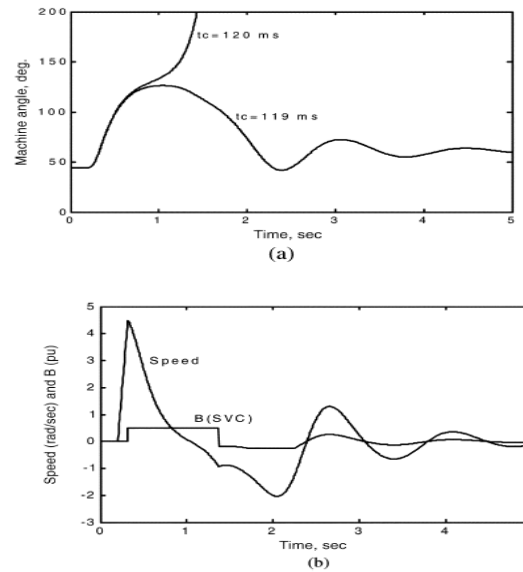 200
tc=120 ms
150
Machine angle, deg.
100
tc=119 ms
50
0
0 1 2 3 4 5
Time, sec
(a)
5
4
Speed
3
2
Speed (rad/sec) and B (pu)
B(SVC)
1
0
-1
-2
-3
0 1 2 3 4
Time, sec
(b)